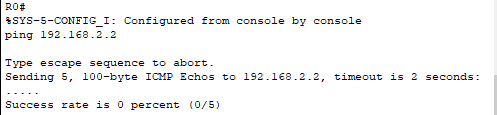 R0#
%SYS-5-CONFIG_I: Configured from console by console
ping 192.168.2.2
Type escape sequence to abort.
Sending 5, 100-byte ICMP Echos to 192.168.2.2, timeout is 2 seconds:
.....
Success rate is 0 percent (0/5)